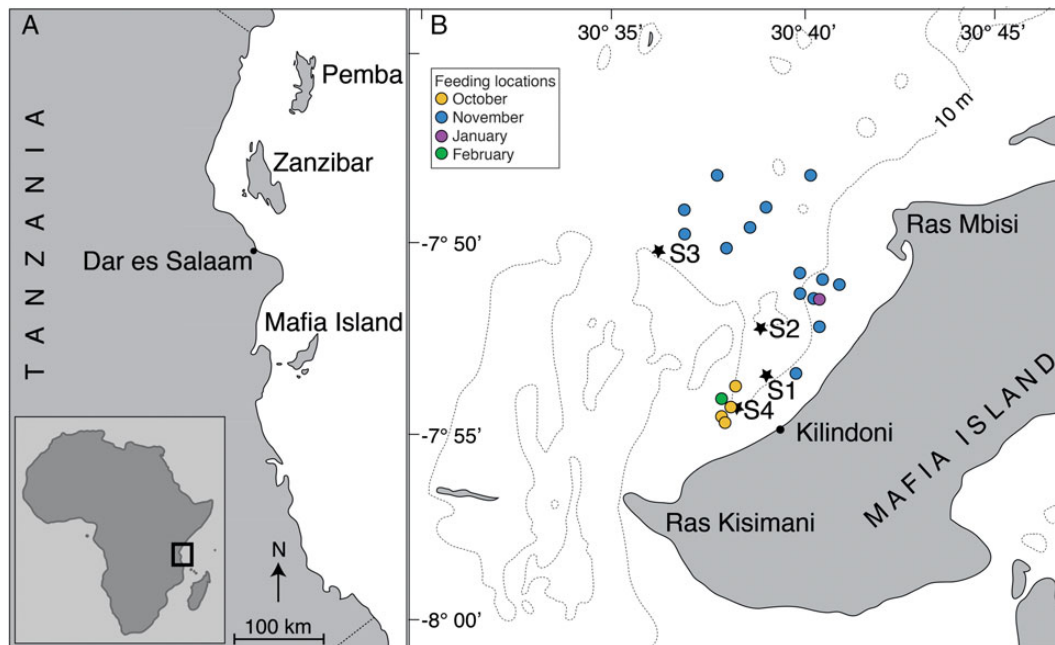 A
TANZANIA
Pemba
Zanzibar
Dar es Salaam
Mafia Island
N
100 km
B
30° 35’
30° 40’
30° 45’
Feeding locations
October
November
January
February
10 m
Ras Mbisi
-7° 50’
S3
S2
S1
S4
-7° 55’
Kilindoni
MAFIA ISLAND
Ras Kisimani
-8° 00’